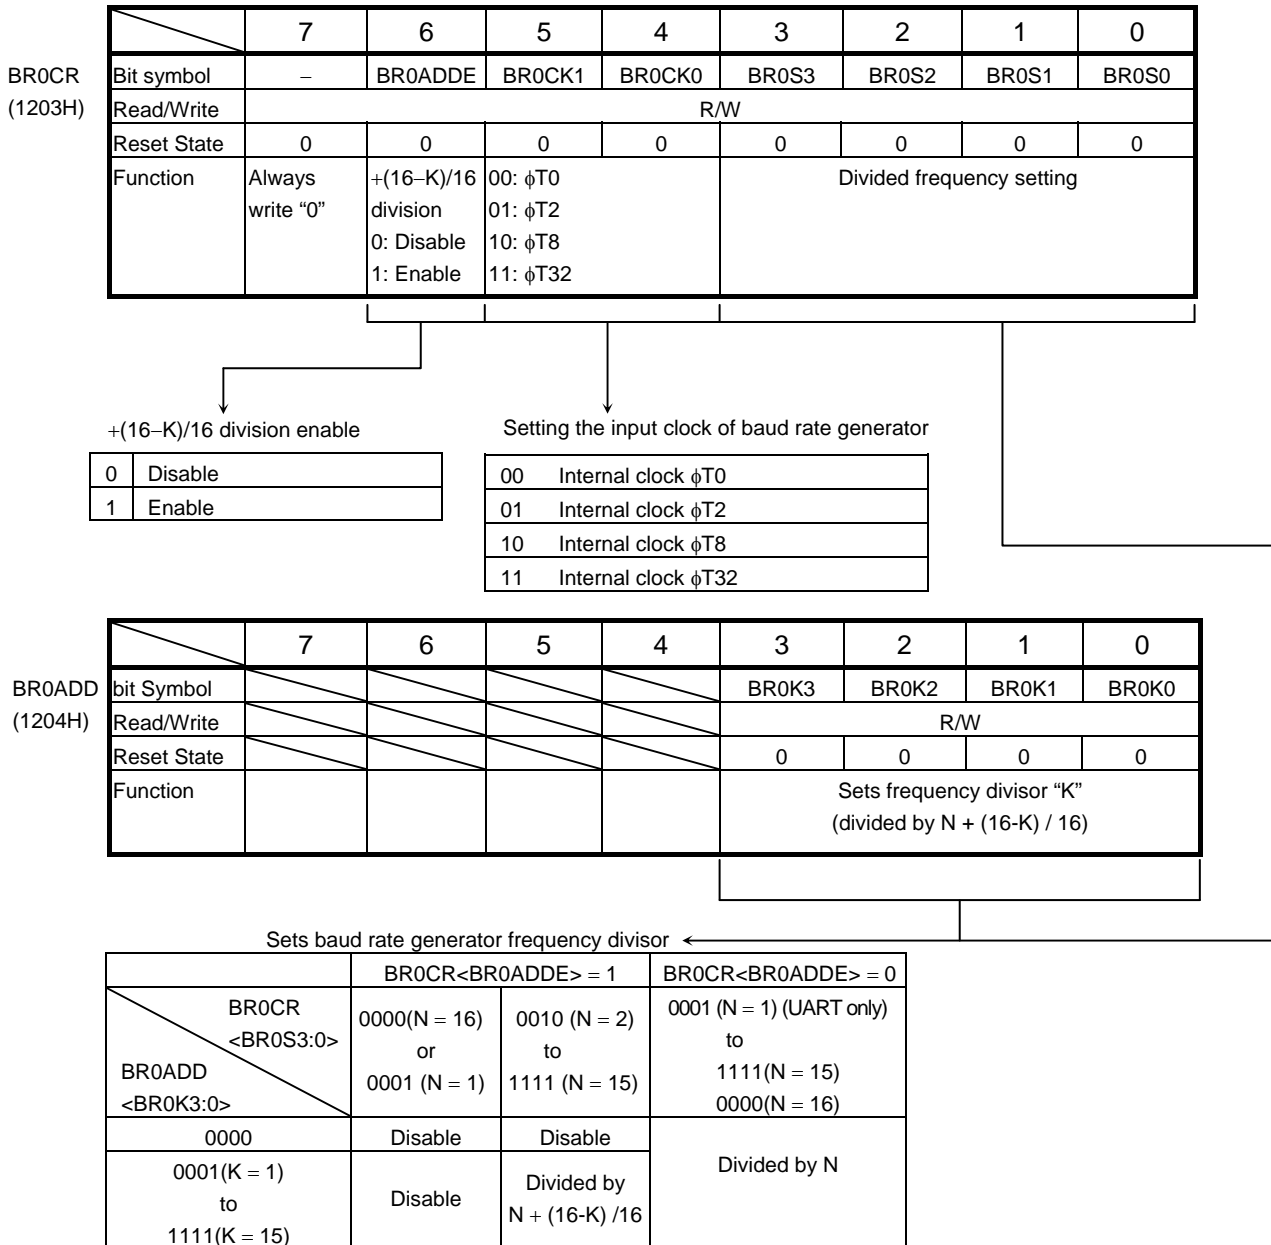 7 6 5 4 3 2 1 0
BR0CR
(1203H)
Bit symbol – BR0ADDE BR0CK1 BR0CK0 BR0S3 BR0S2 BR0S1 BR0S0
Read/Write R/W
Reset State 0 0 0 0 0 0 0 0
Function
Always
write “0”
+(16–K)/16
division
0: Disable
1: Enable
00: ϕT0
01: ϕT2
10: ϕT8
11: ϕT32
Divided frequency setting
+(16–K)/16 division enable
0 Disable
1 Enable
Setting the input clock of baud rate generator
00 Internal clock ϕT0
01 Internal clock ϕT2
10 Internal clock ϕT8
11 Internal clock ϕT32
7 6 5 4 3 2 1 0
BR0ADD
(1204H)
bit Symbol BR0K3 BR0K2 BR0K1 BR0K0
Read/Write R/W
Reset State 0 0 0 0
Function
Sets frequency divisor “K”
(divided by N + (16-K) / 16)
Sets baud rate generator frequency divisor
BR0CR<BR0ADDE> = 1 BR0CR<BR0ADDE> = 0
BR0CR
<BR0S3:0>
BR0ADD
<BR0K3:0>
0000(N = 16)
or
0001 (N = 1)
0010 (N = 2)
to
1111 (N = 15)
0001 (N = 1) (UART only)
to
1111(N = 15)
0000(N = 16)
0000 Disable Disable
0001(K = 1)
to
1111(K = 15)
Disable
Divided by
N + (16-K) /16
Divided by N